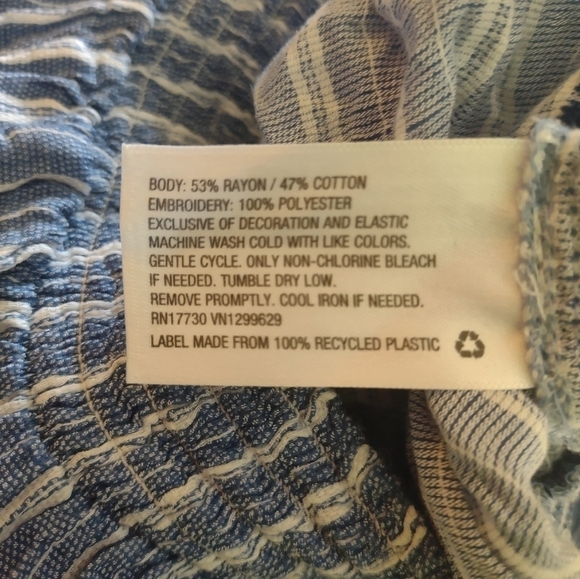 BODY: 53% RAYON / 47% COTTON
EMBROIDERY: 100% POLYESTER
EXCLUSIVE OF DECORATION AND ELASTIC
MACHINE WASH COLD WITH LIKE COLORS.
GENTLE CYCLE. ONLY NON-CHLORINE BLEACH
IF NEEDED. TUMBLE DRY LOW.
REMOVE PROMPTLY. COOL IRON IF NEEDED.
RN17730 VN1299629
LABEL MADE FROM 100% RECYCLED PLASTIC